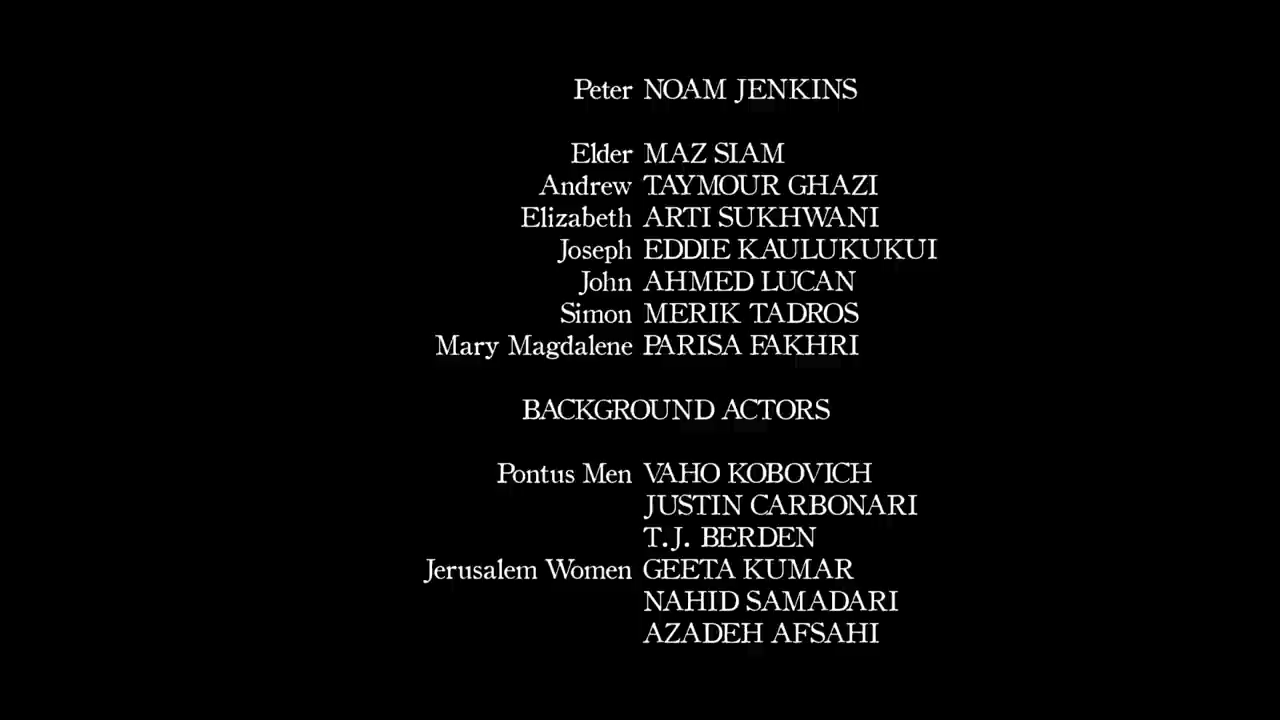 Peter NOAM JENKINS
Elder MAZ SIAM
Andrew TAYMOUR GHAZI
Elizabeth ARTI SUKHWANI
Joseph EDDIE KAULUKUKUI
John AHMED LUCAN
Simon MERIK TADROS
Mary Magdalene PARISA FAKHRI
BACKGROUND ACTORS
Pontus Men VAHO KOBOVICH
JUSTIN CARBONARI
T.J. BERDEN
Jerusalem Women GEETA KUMAR
NAHID SAMADARI
AZADEH AFSAHI